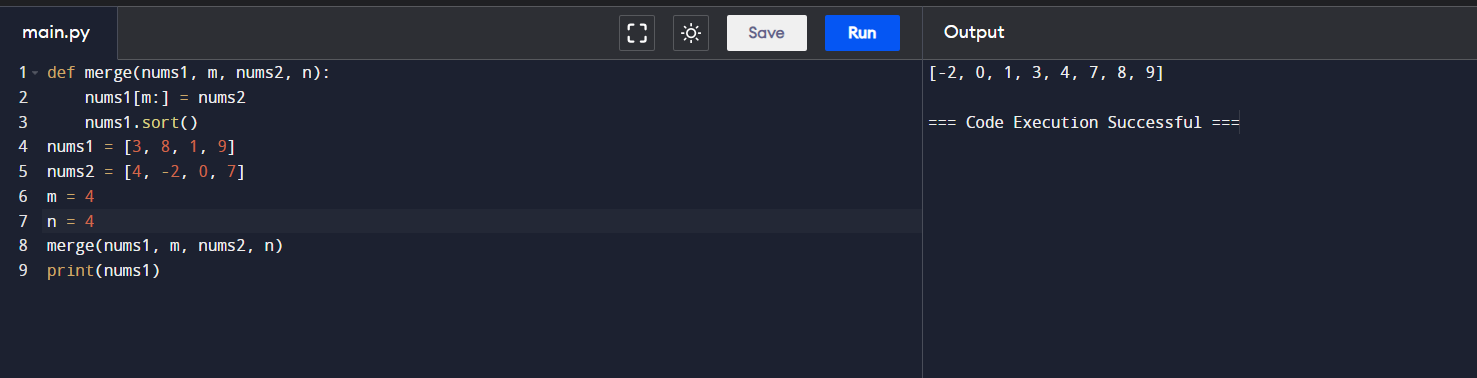 main.py
Save
Run
Output
1 def merge(nums1, m, nums2, n):
2     nums1[m:] = nums2
3     nums1.sort()
4 nums1 = [3, 8, 1, 9]
5 nums2 = [4, -2, 0, 7]
6 m = 4
7 n = 4
8 merge(nums1, m, nums2, n)
9 print(nums1)
[-2, 0, 1, 3, 4, 7, 8, 9]
=== Code Execution Successful ===